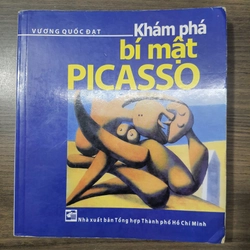 VƯƠNG QUỐC ĐẠT
Khám phá
bí mật
PICASSO
Nhà xuất bản Tổng hợp Thành phố Hồ Chí Minh